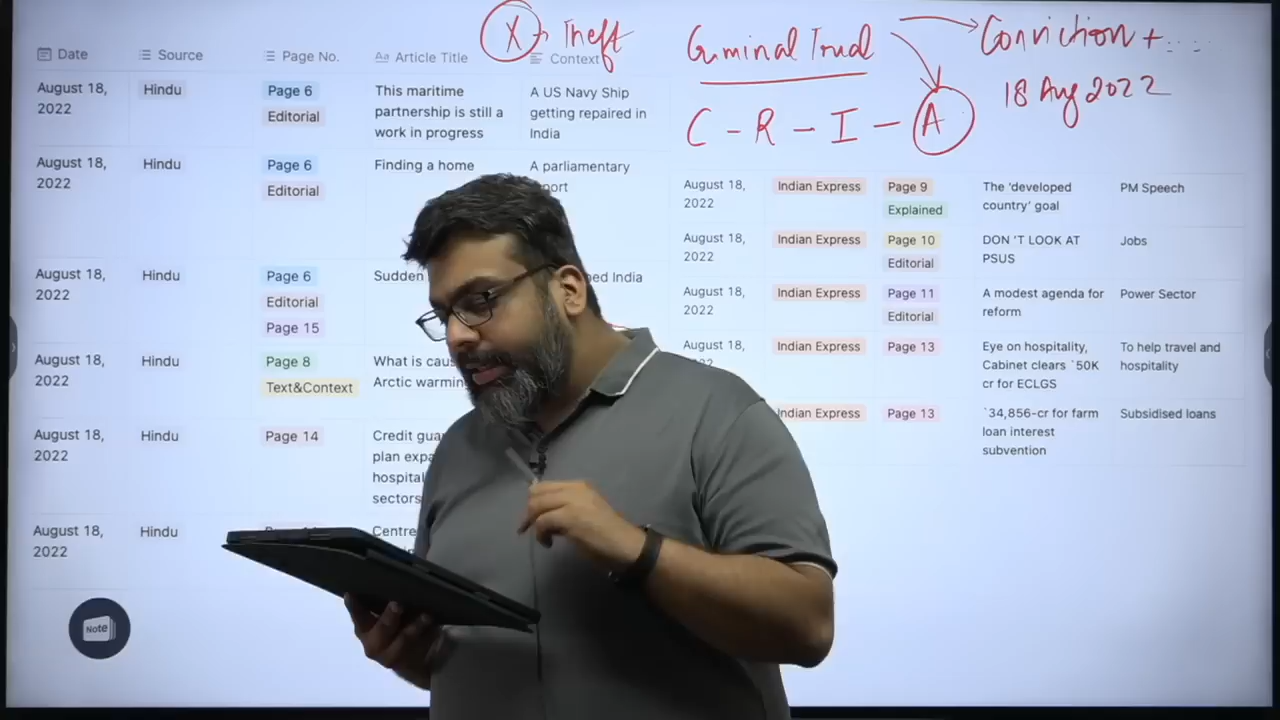 X → Theft
Criminal Trial
Conviction + ....
18 Aug 2022
C - R - I - A
Date Source Page No. Article Title Context
August 18, 2022
Hindu
Page 6
Editorial
This maritime
partnership is still a
work in progress
A US Navy Ship
getting repaired in
India
August 18,
2022
Hindu
Page 6
Editorial
Finding a home
A parliamentary
August 18,
2022
Hindu
Page 6
Editorial
Page 15
Sudden
India
August 18,
2022
Hindu
Page 8
Text&Context
What is
Arctic
August 18,
2022
Hindu
Page 14
Credit
plan
sectors
August 18,
2022
Hindu
Centre
Note
August 18,
2022
Indian Express
Page 9
Explained
The 'developed
country' goal
PM Speech
August 18,
2022
Indian Express
Page 10
Editorial
DON 'T LOOK AT
PSUS
Jobs
August 18,
2022
Indian Express
Page 11
Editorial
A modest agenda for
reform
Power Sector
August 18,
Indian Express
Page 13
Eye on hospitality,
Cabinet clears `50K
cr for ECLGS
To help travel and
hospitality
Indian Express
Page 13
`34,856-cr for farm
loan interest
subvention
Subsidised loans